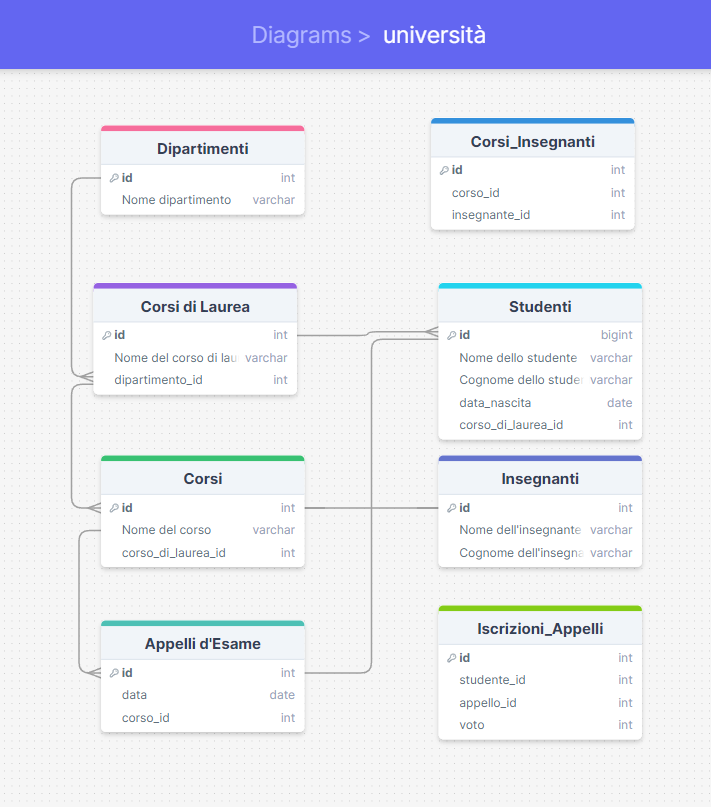 Diagrams > università
Dipartimenti
id int
Nome dipartimento varchar
Corsi_Insegnanti
id int
corso_id int
insegnante_id int
Corsi di Laurea
id int
Nome del corso di lau varchar
dipartimento_id int
Studenti
id bigint
Nome dello studente varchar
Cognome dello stude varchar
data_nascita date
corso_di_laurea_id int
Corsi
id int
Nome del corso varchar
corso_di_laurea_id int
Insegnanti
id int
Nome dell'insegnante varchar
Cognome dell'insegna varchar
Appelli d'Esame
id int
data date
corso_id int
Iscrizioni_Appelli
id int
studente_id int
appello_id int
voto int